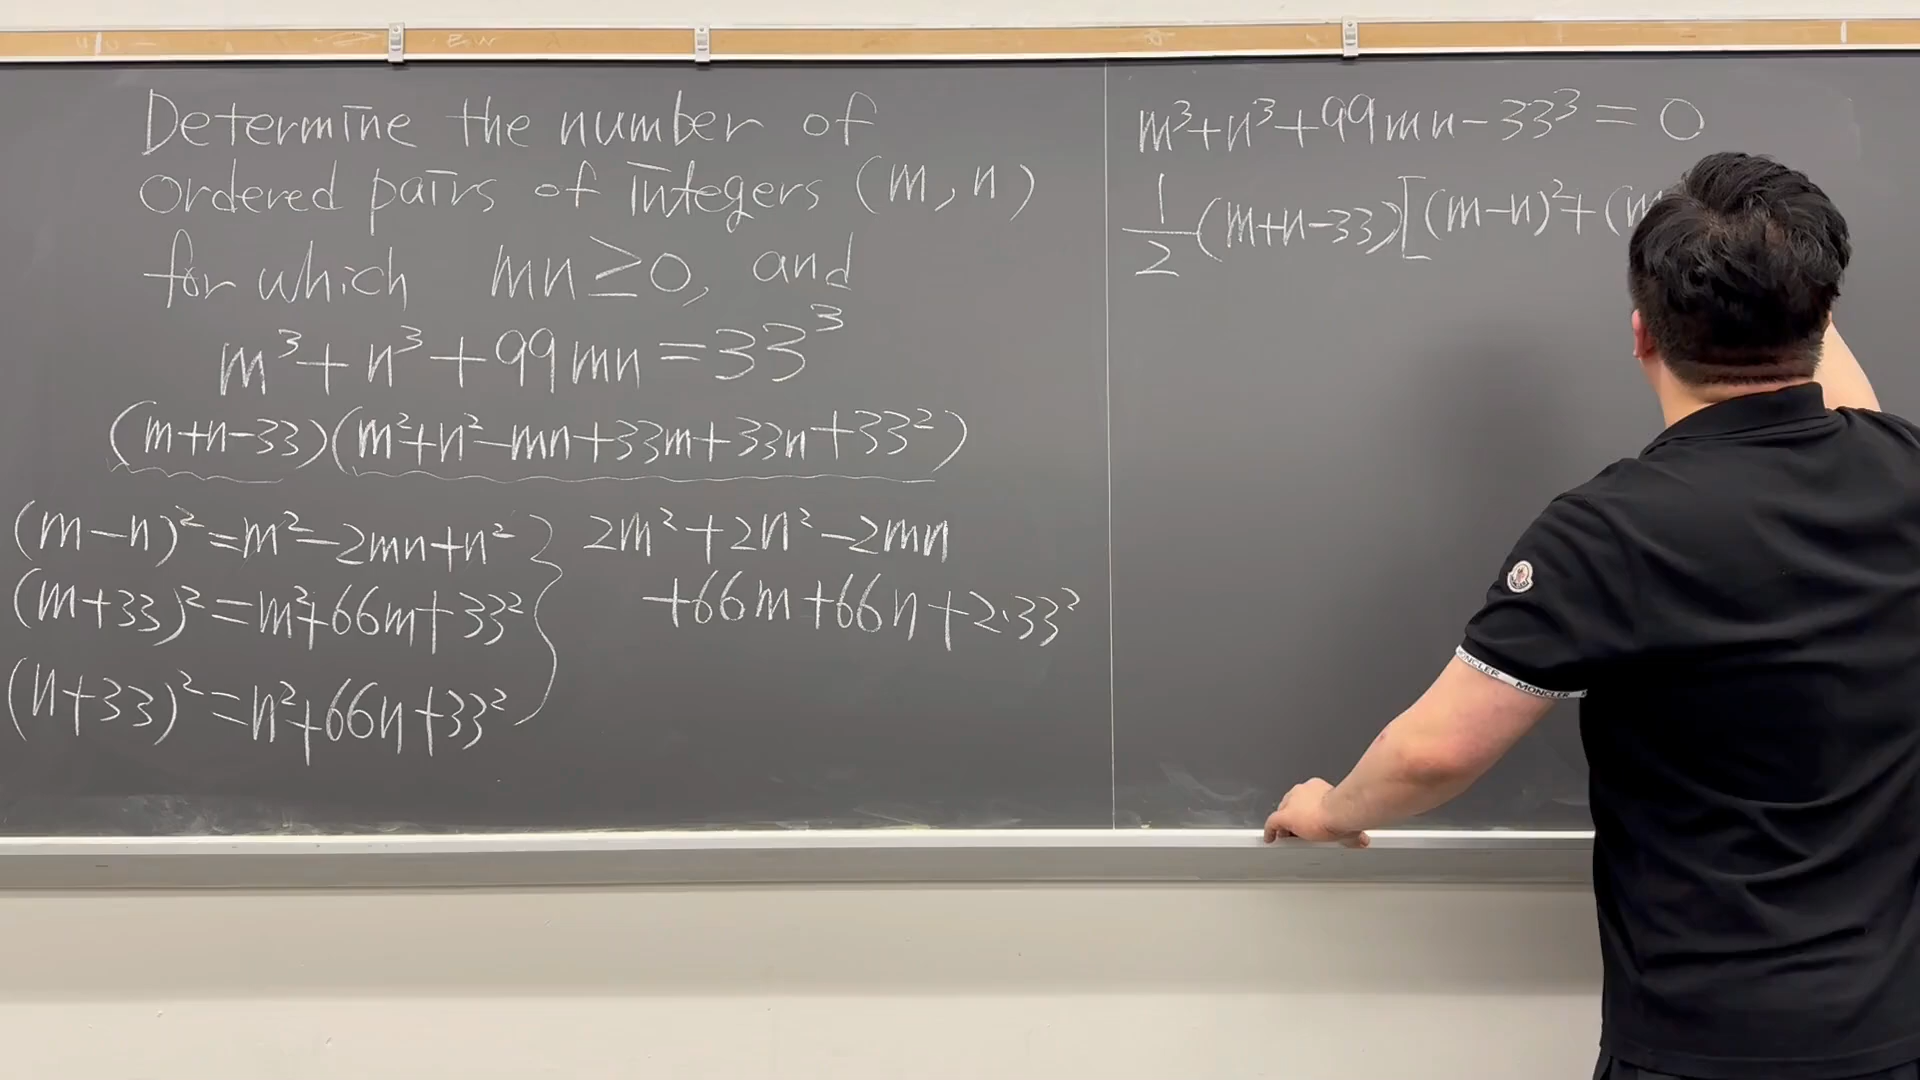 Determine the number of
ordered pairs of integers (m, n)
for which mn ≥ 0, and
m³ + n³ + 99mn = 33³
(m+n-33)(m²+n²-mn+33m+33n+33²)
(m-n)² = m²-2mn+n²
(m+33)² = m²+66m+33²
(n+33)² = n²+66n+33²
2m²+2n²-2mn
+66m+66n+2·33²
m³+n³+99mn-33³ = 0
1/2 (m+n-33)[(m-n)²+(m
MONCLER
MONCLER